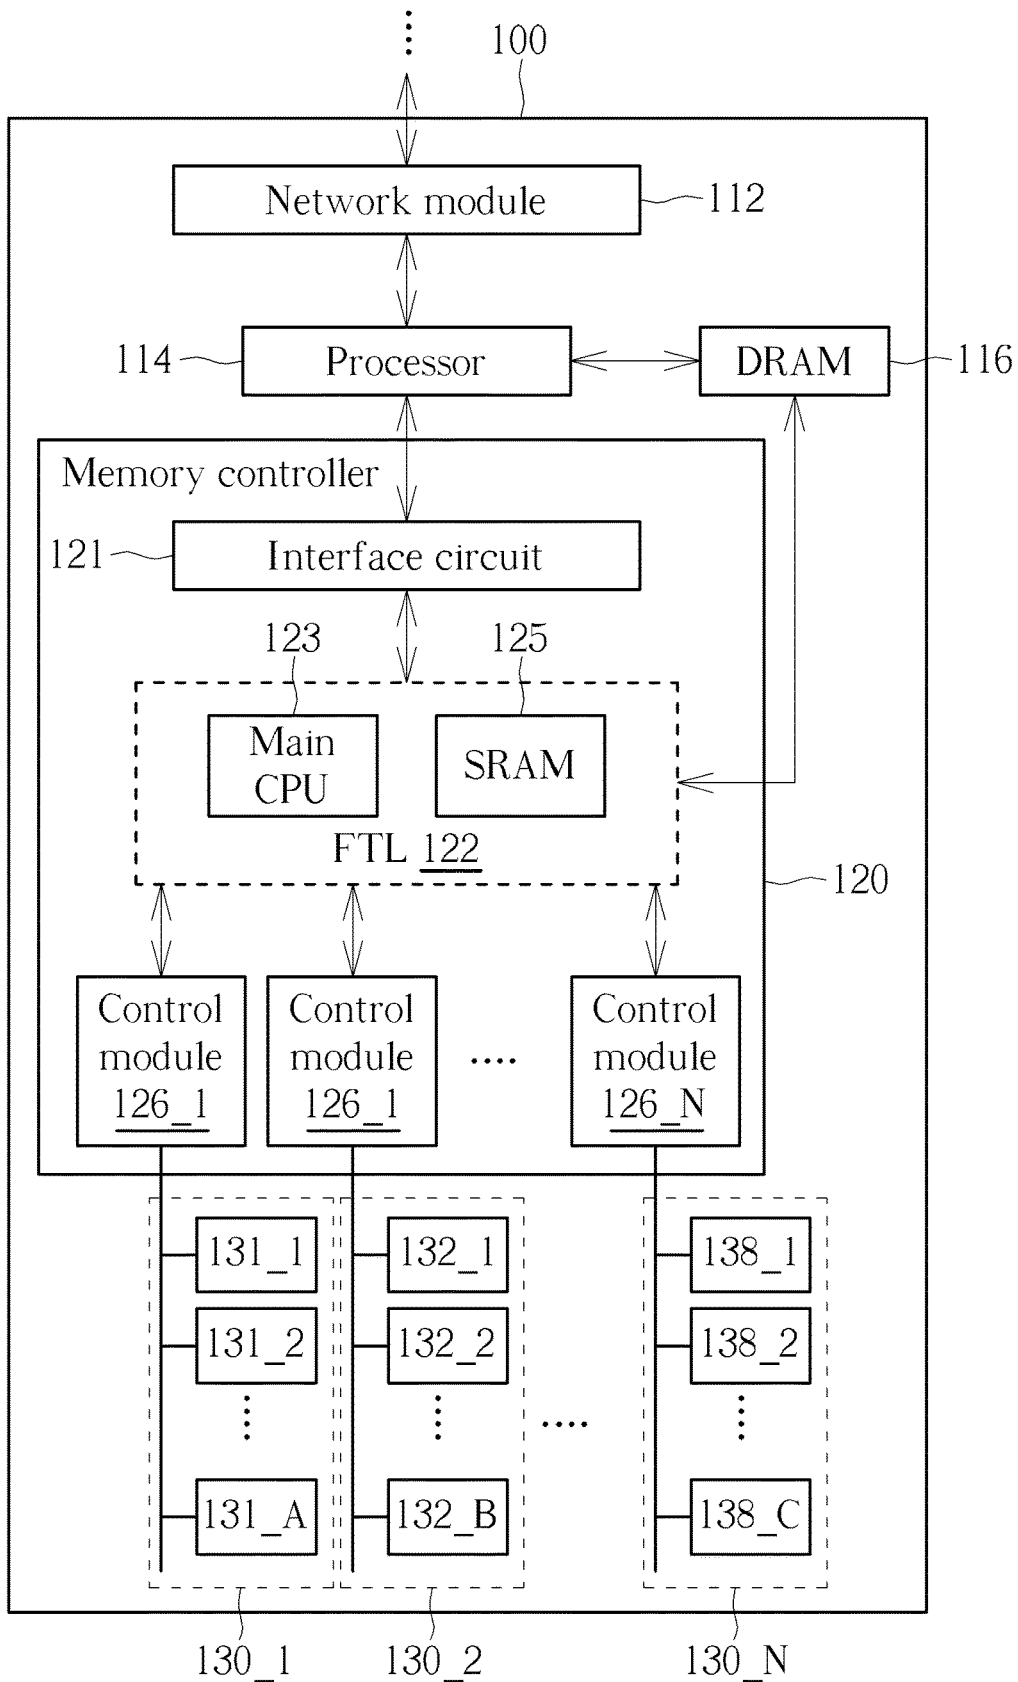 100
Network module
112
114
Processor
DRAM
116
Memory controller
121
Interface circuit
123
125
Main
CPU
SRAM
FTL 122
120
Control
module
126_1
Control
module
126_1
....
Control
module
126_N
131_1
132_1
138_1
131_2
132_2
138_2
....
131_A
132_B
138_C
130_1
130_2
130_N